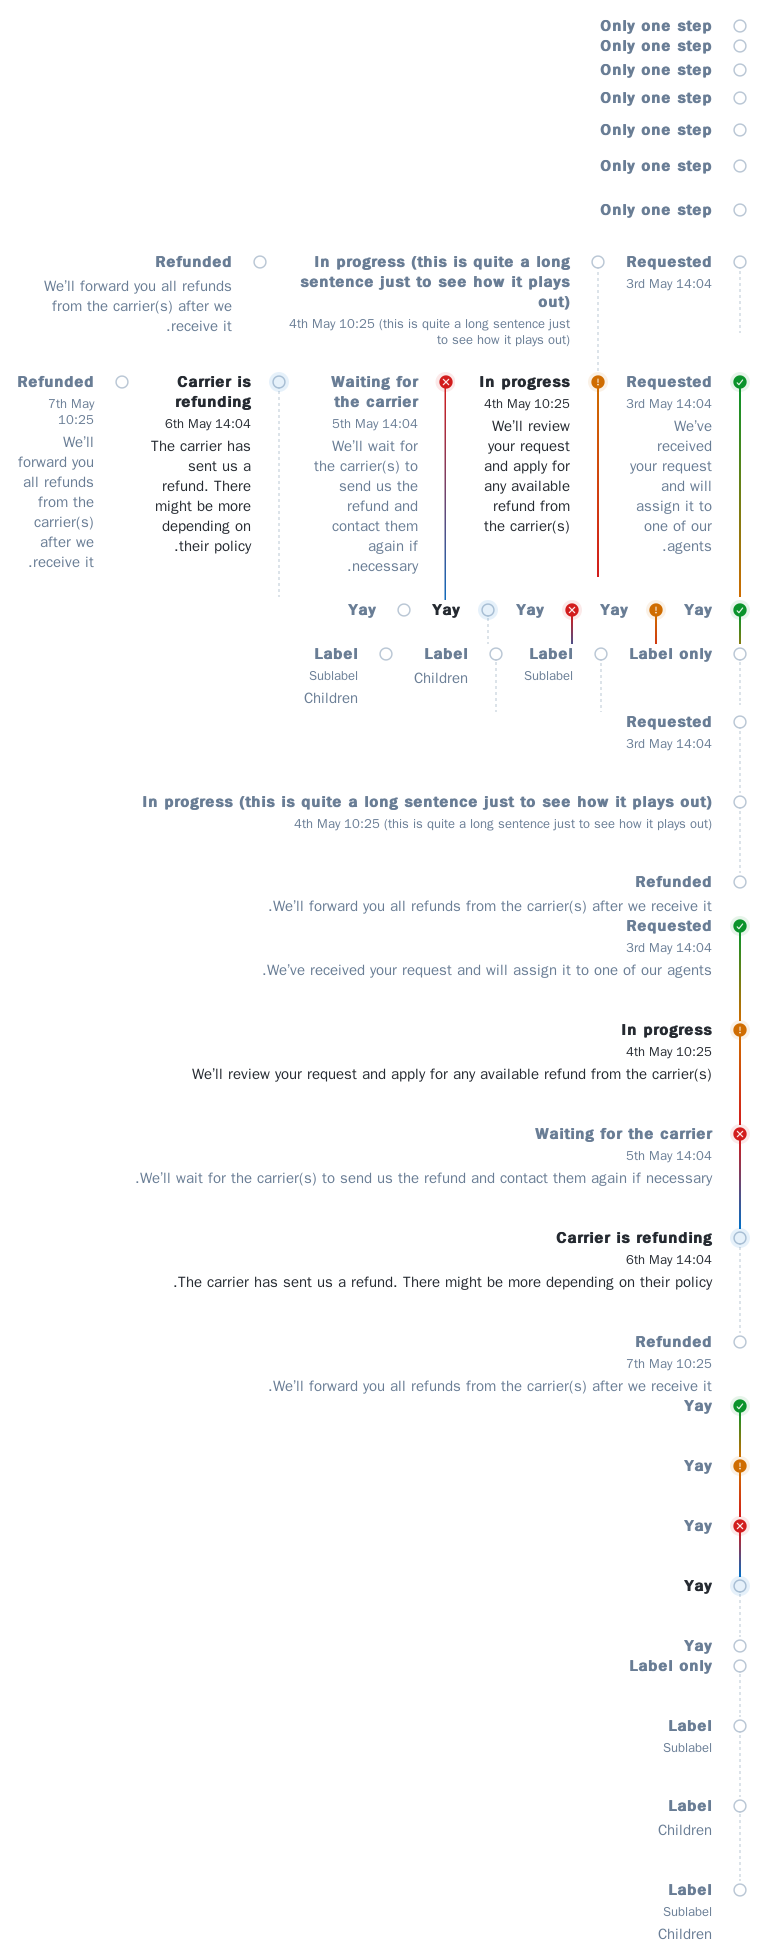 Only one step
Only one step
Only one step
Only one step
Only one step
Only one step
Only one step
Requested
3rd May 14:04
In progress (this is quite a long
sentence just to see how it plays
out)
4th May 10:25 (this is quite a long sentence just
to see how it plays out)
Refunded
We'll forward you all refunds
from the carrier(s) after we
.receive it
Requested
3rd May 14:04
We've
received
your request
and will
assign it to
one of our
.agents
In progress
4th May 10:25
We'll review
your request
and apply for
any available
refund from
the carrier(s)
Waiting for
the carrier
5th May 14:04
We'll wait for
the carrier(s) to
send us the
refund and
contact them
again if
.necessary
Carrier is
refunding
6th May 14:04
The carrier has
sent us a
refund. There
might be more
depending on
.their policy
Refunded
7th May
10:25
We'll
forward you
all refunds
from the
carrier(s)
after we
.receive it
Yay
Yay
Yay
Yay
Yay
Label only
Label
Sublabel
Label
Children
Label
Sublabel
Children
Requested
3rd May 14:04
In progress (this is quite a long sentence just to see how it plays out)
4th May 10:25 (this is quite a long sentence just to see how it plays out)
Refunded
.We'll forward you all refunds from the carrier(s) after we receive it
Requested
3rd May 14:04
.We've received your request and will assign it to one of our agents
In progress
4th May 10:25
We'll review your request and apply for any available refund from the carrier(s)
Waiting for the carrier
5th May 14:04
.We'll wait for the carrier(s) to send us the refund and contact them again if necessary
Carrier is refunding
6th May 14:04
.The carrier has sent us a refund. There might be more depending on their policy
Refunded
7th May 10:25
.We'll forward you all refunds from the carrier(s) after we receive it
Yay
Yay
Yay
Yay
Yay
Label only
Label
Sublabel
Label
Children
Label
Sublabel
Children